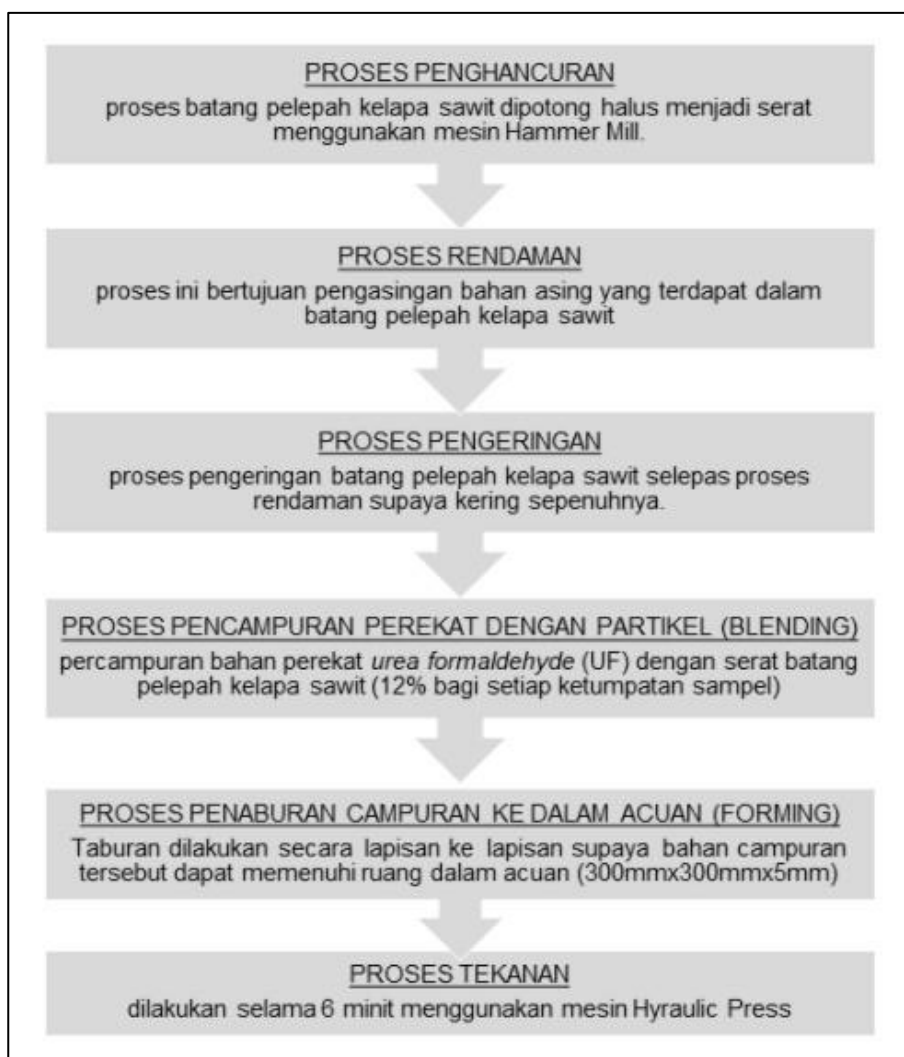 PROSES PENGHANCURAN
proses batang pelepah kelapa sawit dipotong halus menjadi serat
menggunakan mesin Hammer Mill.
PROSES RENDAMAN
proses ini bertujuan pengasingan bahan asing yang terdapat dalam
batang pelepah kelapa sawit
PROSES PENGERINGAN
proses pengeringan batang pelepah kelapa sawit selepas proses
rendaman supaya kering sepenuhnya.
PROSES PENCAMPURAN PEREKAT DENGAN PARTIKEL (BLENDING)
percampuran bahan perekat urea formaldehyde (UF) dengan serat batang
pelepah kelapa sawit (12% bagi setiap ketumpatan sampel)
PROSES PENABURAN CAMPURAN KE DALAM ACUAN (FORMING)
Taburan dilakukan secara lapisan ke lapisan supaya bahan campuran
tersebut dapat memenuhi ruang dalam acuan (300mmx300mmx5mm)
PROSES TEKANAN
dilakukan selama 6 minit menggunakan mesin Hyraulic Press